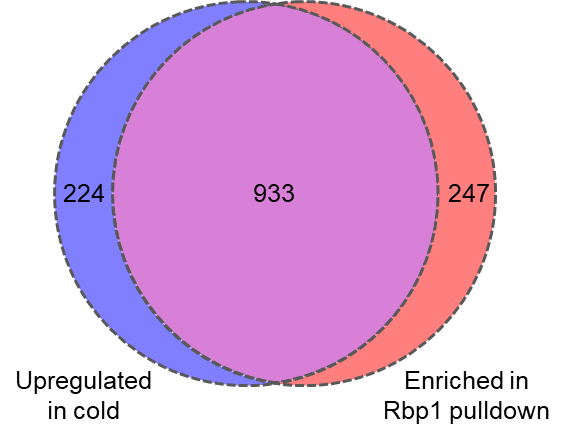 224
933
247
Upregulated
in cold
Enriched in
Rbp1 pulldown